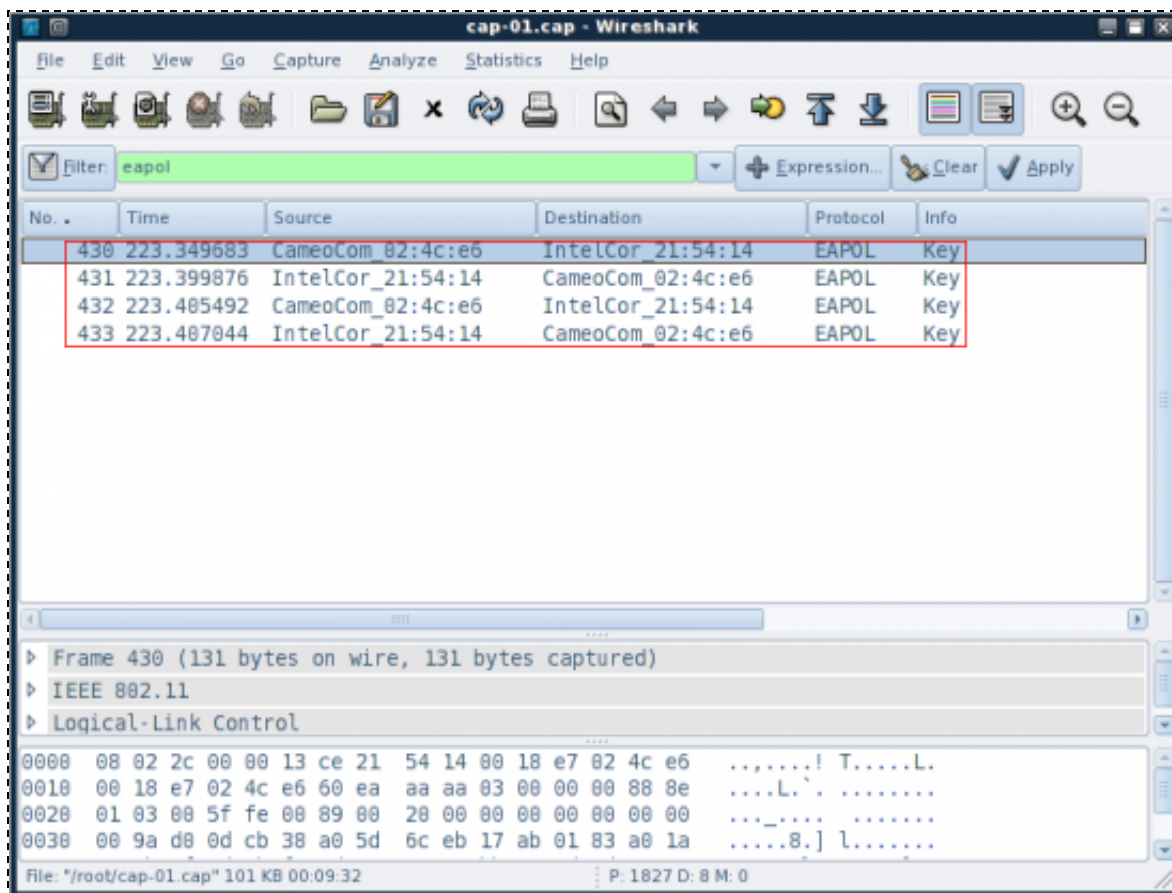 cap-01.cap - Wireshark
File Edit View Go Capture Analyze Statistics Help
Filter: eapol Expression... Clear Apply
No. . Time Source Destination Protocol Info
430 223.349683 CameoCom_02:4c:e6 IntelCor_21:54:14 EAPOL Key
431 223.399876 IntelCor_21:54:14 CameoCom_02:4c:e6 EAPOL Key
432 223.405492 CameoCom_02:4c:e6 IntelCor_21:54:14 EAPOL Key
433 223.407044 IntelCor_21:54:14 CameoCom_02:4c:e6 EAPOL Key
Frame 430 (131 bytes on wire, 131 bytes captured)
IEEE 802.11
Logical-Link Control
0000 08 02 2c 00 00 13 ce 21 54 14 00 18 e7 02 4c e6 ..,....! T.....L.
0010 00 18 e7 02 4c e6 60 ea aa aa 03 00 00 00 88 8e ....L.`. ........
0020 01 03 00 5f fe 00 89 00 20 00 00 00 00 00 00 00 ..._.... .......
0030 00 9a d0 0d cb 38 a0 5d 6c eb 17 ab 01 83 a0 1a .....8.] l.......
File: "/root/cap-01.cap" 101 KB 00:09:32 P: 1827 D: 8 M: 0